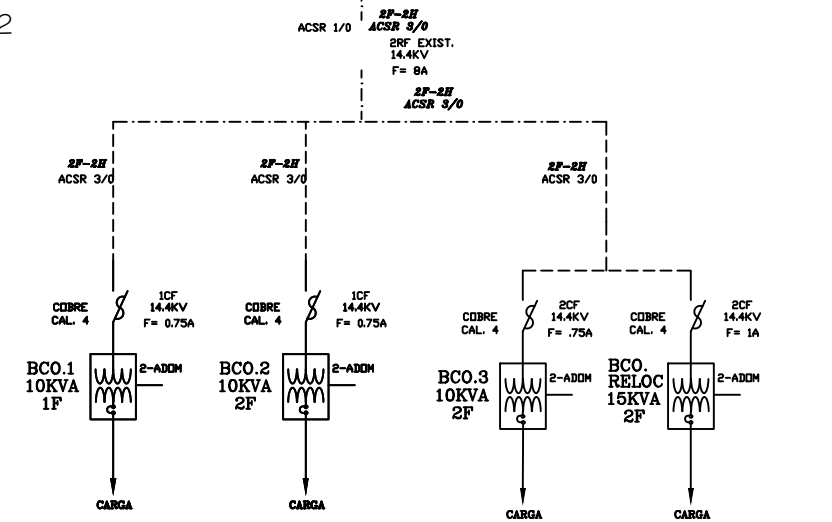 2
2F-2H
ACSR 1/0 ACSR 3/0
2RF EXIST.
14.4KV
F= 8A
2F-2H
ACSR 3/0
2F-2H
ACSR 3/0
2F-2H
ACSR 3/0
2F-2H
ACSR 3/0
COBRE
CAL. 4
1CF
14.4KV
F= 0.75A
COBRE
CAL. 4
1CF
14.4KV
F= 0.75A
COBRE
CAL. 4
2CF
14.4KV
F= .75A
COBRE
CAL. 4
2CF
14.4KV
F= 1A
BCO.1
10KVA
1F
2-ADOM
BCO.2
10KVA
2F
2-ADOM
BCO.3
10KVA
2F
2-ADOM
BCO.
RELOC
15KVA
2F
2-ADOM
CARGA
CARGA
CARGA
CARGA